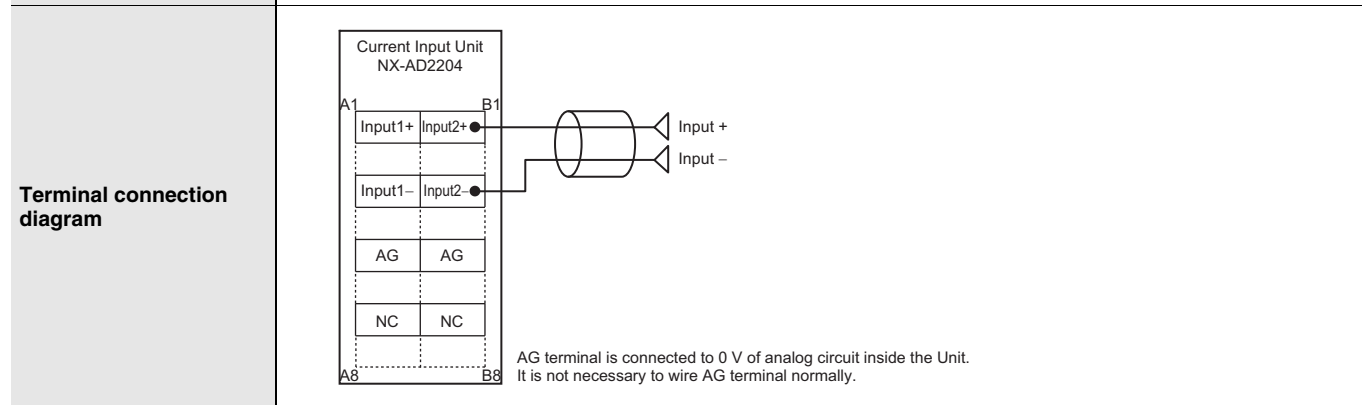 Terminal connection
diagram
Current Input Unit
NX-AD2204
A1 B1
Input1+ Input2+ Input +
Input –
Input1– Input2–
AG AG
NC NC
A8 B8
AG terminal is connected to 0 V of analog circuit inside the Unit.
It is not necessary to wire AG terminal normally.